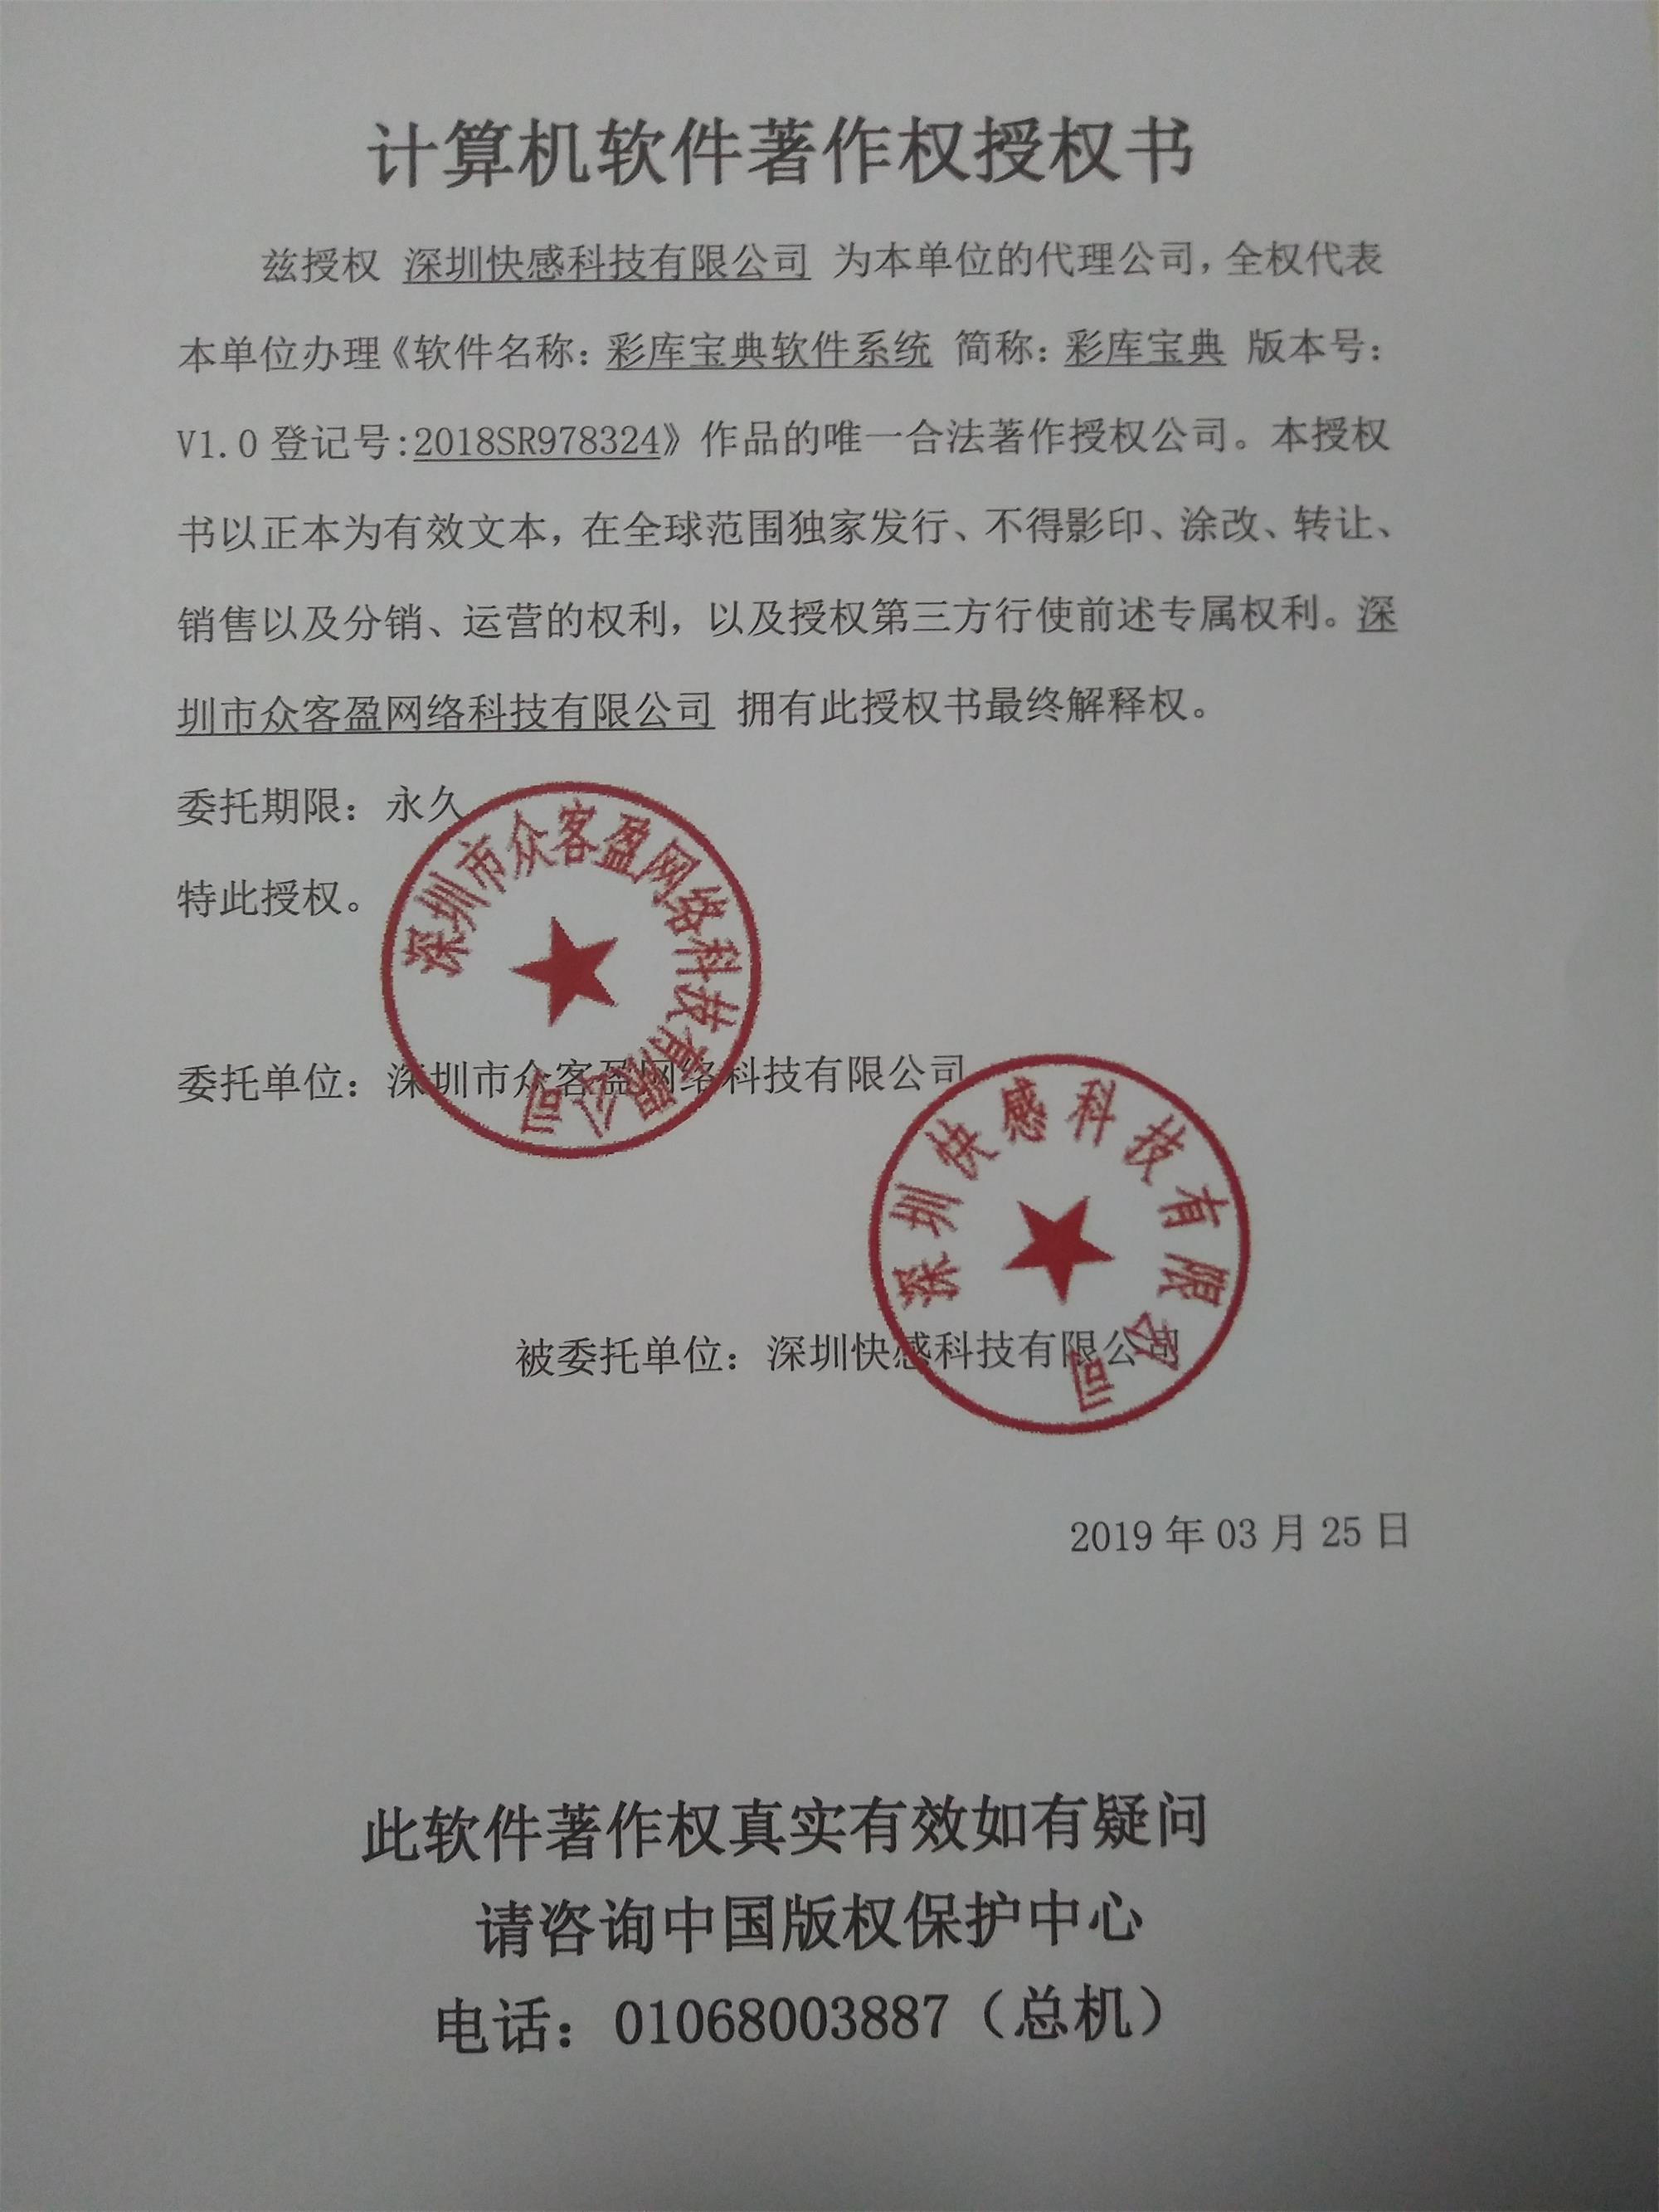 计算机软件著作权授权书
兹授权 深圳快感科技有限公司 为本单位的代理公司，全权代表
本单位办理《软件名称：彩库宝典软件系统 简称：彩库宝典 版本号：
V1.0 登记号:2018SR978324》作品的唯一合法著作授权公司。本授权
书以正本为有效文本，在全球范围独家发行、不得影印、涂改、转让、
销售以及分销、运营的权利，以及授权第三方行使前述专属权利。深
圳市众客盈网络科技有限公司 拥有此授权书最终解释权。
委托期限：永久
特此授权。
深圳市众客盈网络科技有限公司
委托单位：深圳市众客盈网络科技有限公司
深圳快感科技有限公司
被委托单位：深圳快感科技有限公司
2019 年 03 月 25 日
此软件著作权真实有效如有疑问
请咨询中国版权保护中心
电话：01068003887（总机）